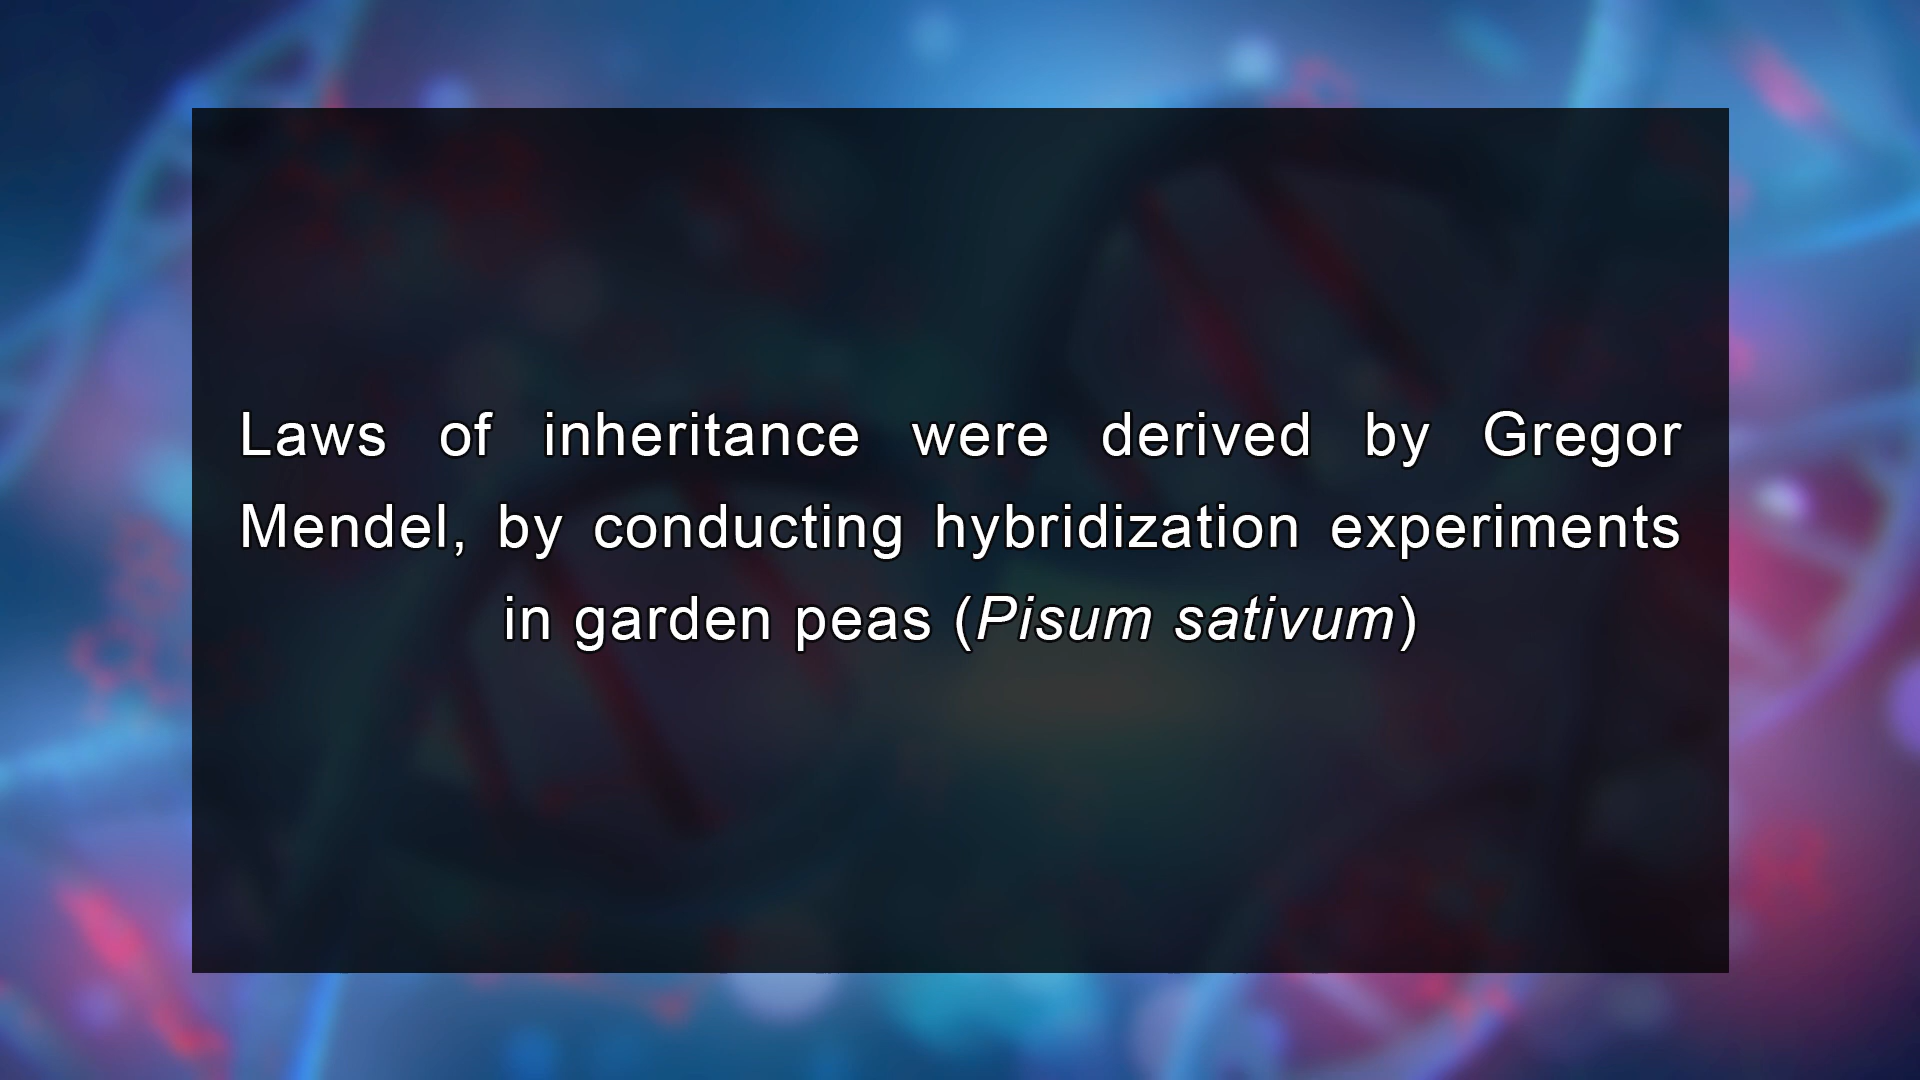 Laws of inheritance were derived by Gregor
Mendel, by conducting hybridization experiments
in garden peas (Pisum sativum)